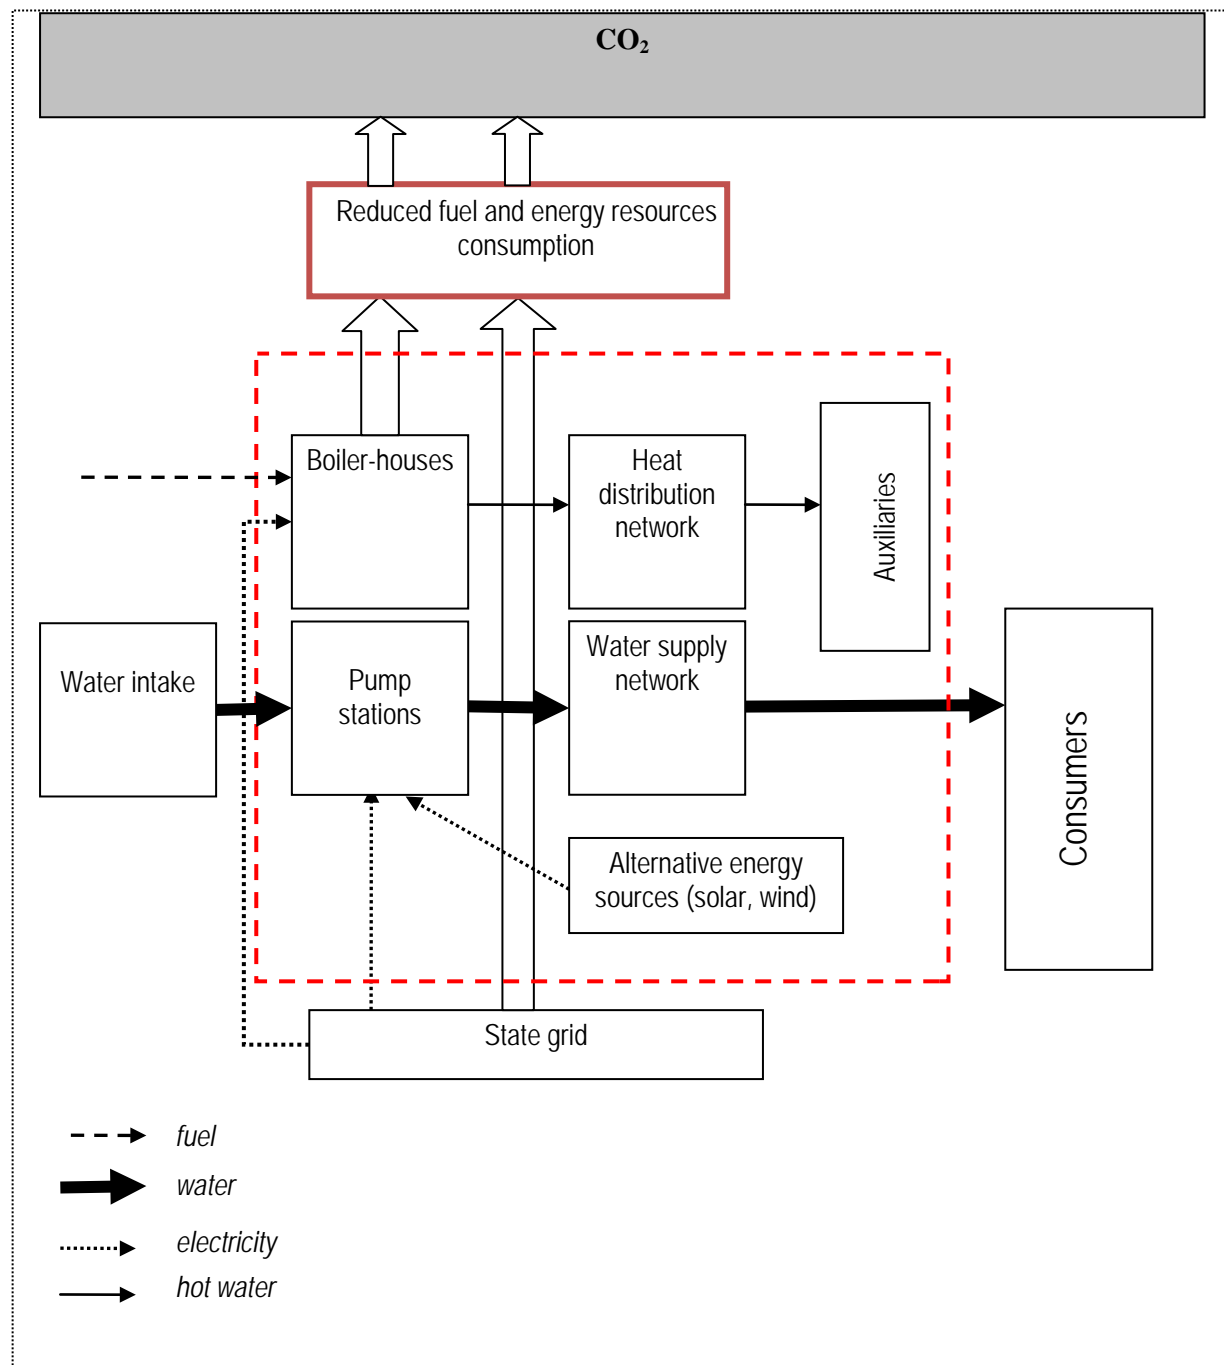 CO₂
Reduced fuel and energy resources
consumption
Boiler-houses
Heat
distribution
network
Auxiliaries
Water intake
Pump
stations
Water supply
network
Consumers
Alternative energy
sources (solar, wind)
State grid
fuel
water
electricity
hot water